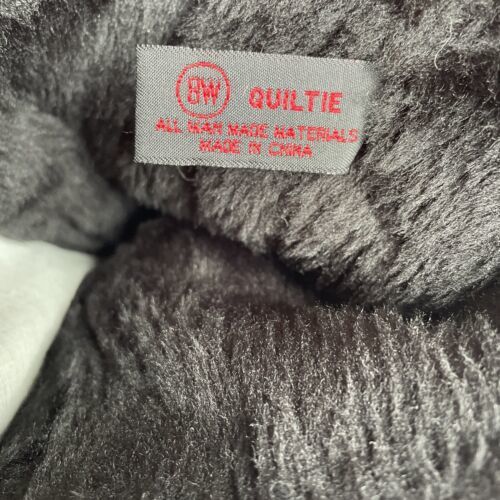 BW QUILTIE
ALL MAN MADE MATERIALS
MADE IN CHINA